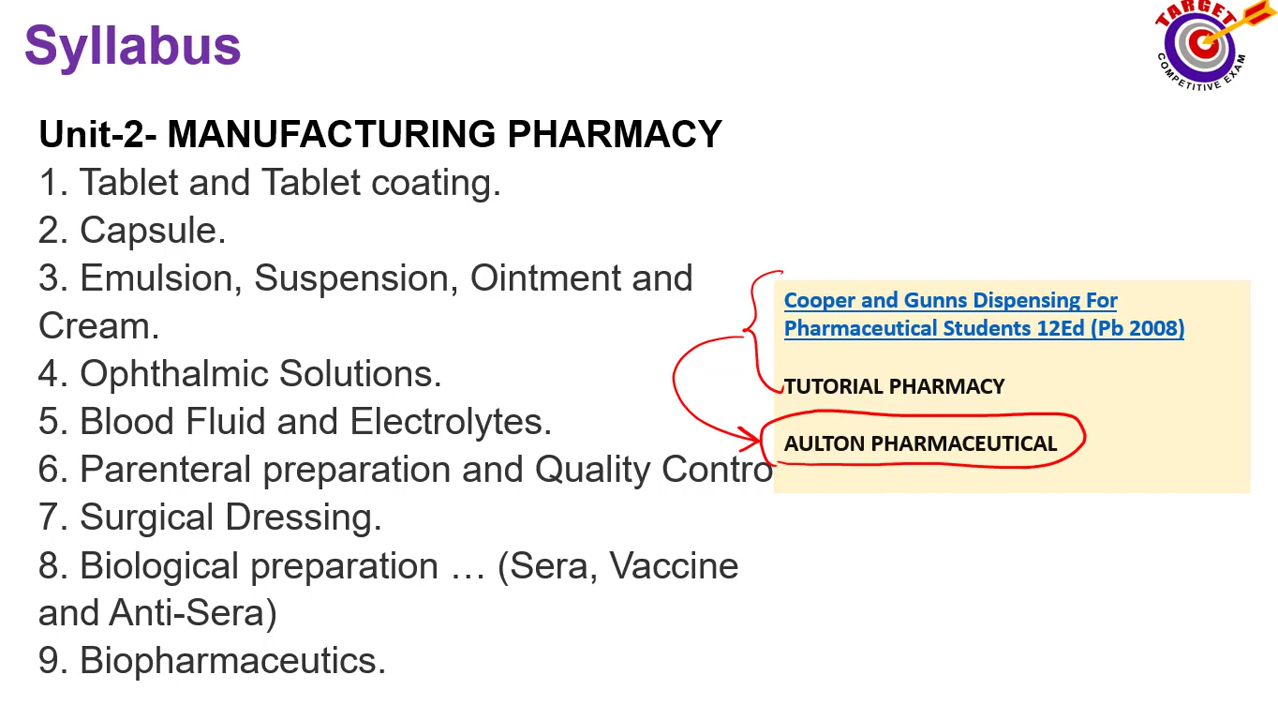 Syllabus
TARGET
COMPETITIVE EXAM
Unit-2- MANUFACTURING PHARMACY
1. Tablet and Tablet coating.
2. Capsule.
3. Emulsion, Suspension, Ointment and
Cream.
4. Ophthalmic Solutions.
5. Blood Fluid and Electrolytes.
6. Parenteral preparation and Quality Contro
7. Surgical Dressing.
8. Biological preparation … (Sera, Vaccine
and Anti-Sera)
9. Biopharmaceutics.
Cooper and Gunns Dispensing For
Pharmaceutical Students 12Ed (Pb 2008)
TUTORIAL PHARMACY
AULTON PHARMACEUTICAL